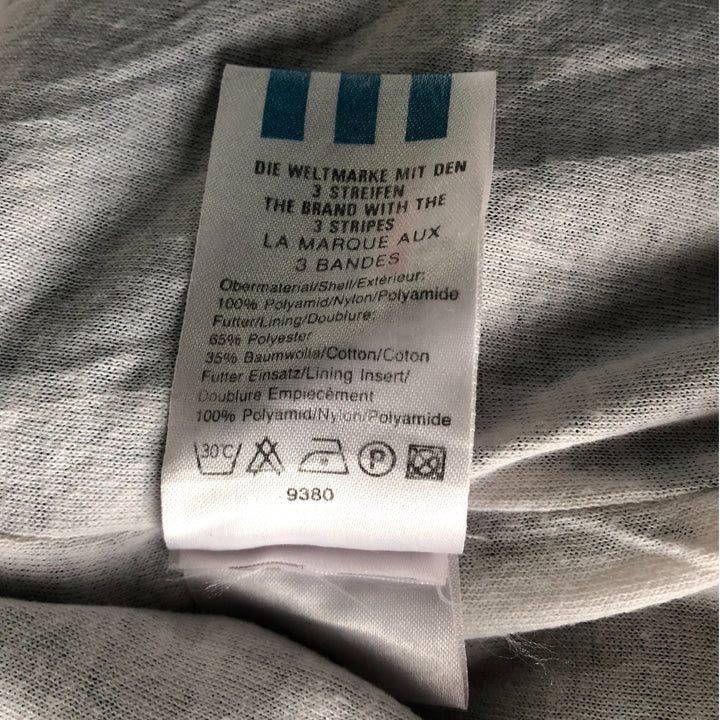 DIE WELTMARKE MIT DEN
3 STREIFEN
THE BRAND WITH THE
3 STRIPES
LA MARQUE AUX
3 BANDES
Obermaterial/Shell/Extérieur:
100% Polyamid/Nylon/Polyamide
Futter/Lining/Doublure:
65% Polyester
35% Baumwolle/Cotton/Coton
Futter Einsatz/Lining Insert/
Doublure Empiècement
100% Polyamid/Nylon/Polyamide
30°C P
9380